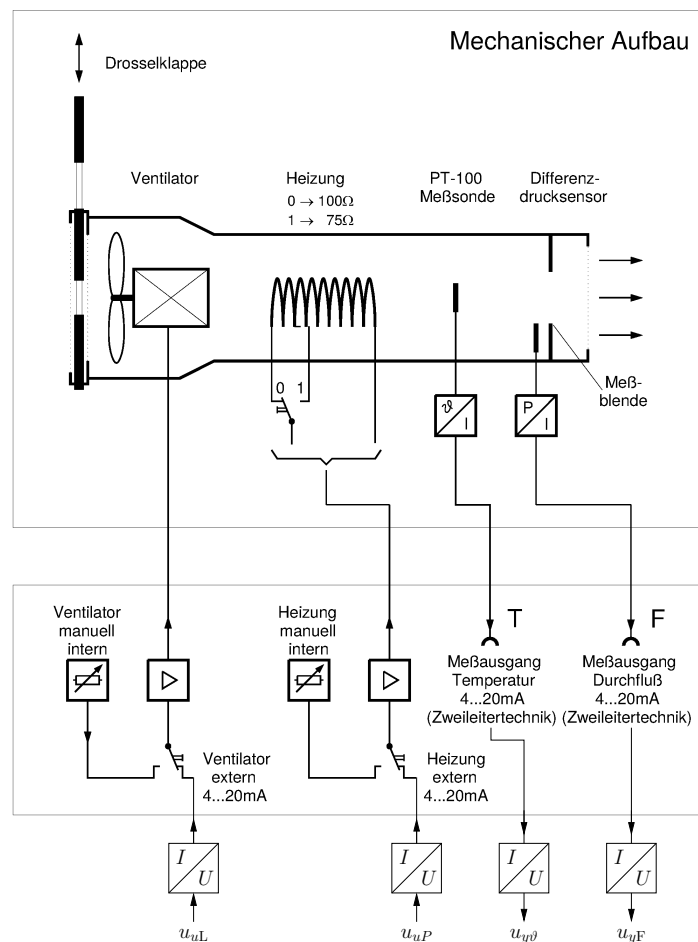 Mechanischer Aufbau
Drosselklappe
Ventilator
Heizung
0 → 100Ω
1 → 75Ω
PT-100
Meßsonde
Differenz-
drucksensor
0 1
Meß-
blende
ϑ
I
P
I
Ventilator
manuell
intern
Heizung
manuell
intern
T
F
Meßausgang
Temperatur
4...20mA
(Zweileitertechnik)
Meßausgang
Durchfluß
4...20mA
(Zweileitertechnik)
Ventilator
extern
4...20mA
Heizung
extern
4...20mA
I
U
I
U
I
U
I
U
u_uL
u_uP
u_yϑ
u_yF